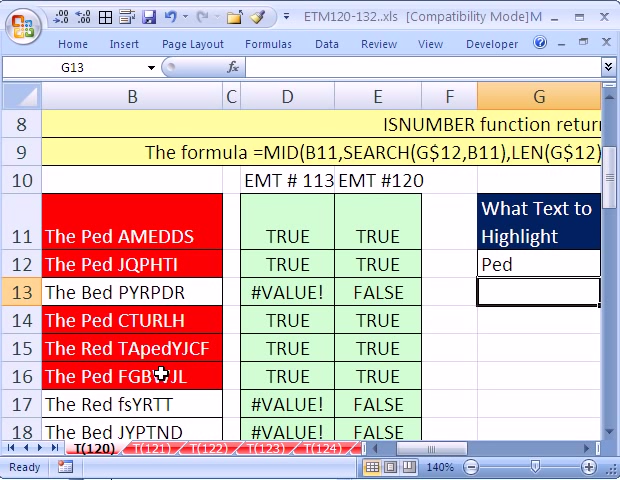 ETM120-132..xls [Compatibility Mode] M
Home Insert Page Layout Formulas Data Review View Developer
G13 fx
B C D E F G
8 ISNUMBER function return
9 The formula =MID(B11,SEARCH(G$12,B11),LEN(G$12)
10 EMT # 113 EMT #120
What Text to
11 The Ped AMEDDS TRUE TRUE Highlight
12 The Ped JQPHTI TRUE TRUE Ped
13 The Bed PYRPDR #VALUE! FALSE
14 The Ped CTURLH TRUE TRUE
15 The Red TApedYJCF TRUE TRUE
16 The Ped FGBWJL TRUE TRUE
17 The Red fsYRTT #VALUE! FALSE
18 The Bed JYPTND #VALUE! FALSE
T(120) T(121) T(122) T(123) T(124)
Ready 140%